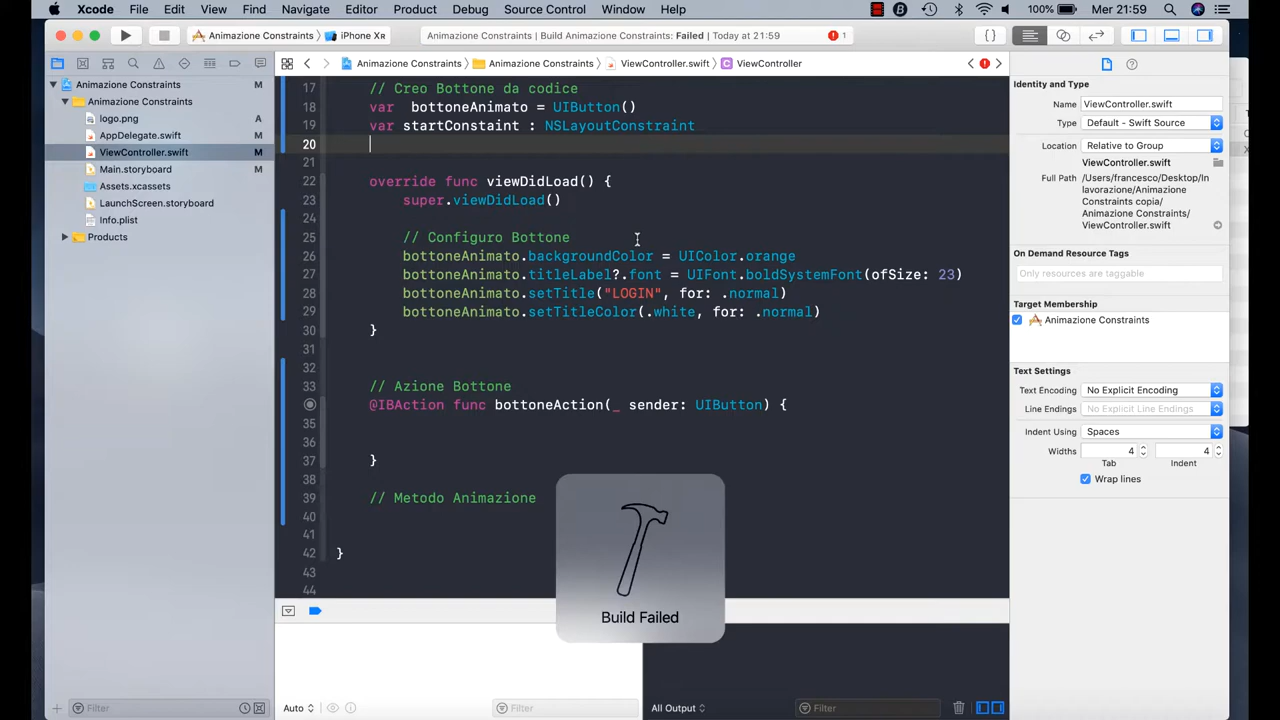 Xcode File Edit View Find Navigate Editor Product Debug Source Control Window Help 100% Mer 21:59
Animazione Constraints iPhone XR Animazione Constraints | Build Animazione Constraints: Failed | Today at 21:59 1
Animazione Constraints Animazione Constraints ViewController.swift ViewController
Animazione Constraints M
Animazione Constraints
logo.png A
AppDelegate.swift M
ViewController.swift M
Main.storyboard M
Assets.xcassets
LaunchScreen.storyboard
Info.plist
Products
Filter
17 // Creo Bottone da codice
18 var  bottoneAnimato = UIButton()
19 var startConstaint : NSLayoutConstraint
20
21
22 override func viewDidLoad() {
23 super.viewDidLoad()
24
25 // Configuro Bottone
26 bottoneAnimato.backgroundColor = UIColor.orange
27 bottoneAnimato.titleLabel?.font = UIFont.boldSystemFont(ofSize: 23)
28 bottoneAnimato.setTitle("LOGIN", for: .normal)
29 bottoneAnimato.setTitleColor(.white, for: .normal)
30 }
31
32
33 // Azione Bottone
@IBAction func bottoneAction(_ sender: UIButton) {
35
36
37 }
38
39 // Metodo Animazione
40
41
42 }
43
44
Build Failed
Auto Filter
All Output Filter
Identity and Type
Name ViewController.swift
Type Default - Swift Source
Location Relative to Group
ViewController.swift
Full Path /Users/francesco/Desktop/In
lavorazione/Animazione
Constraints copia/
Animazione Constraints/
ViewController.swift
On Demand Resource Tags
Only resources are taggable
Target Membership
Animazione Constraints
Text Settings
Text Encoding No Explicit Encoding
Line Endings No Explicit Line Endings
Indent Using Spaces
Widths 4 4
Tab Indent
Wrap lines